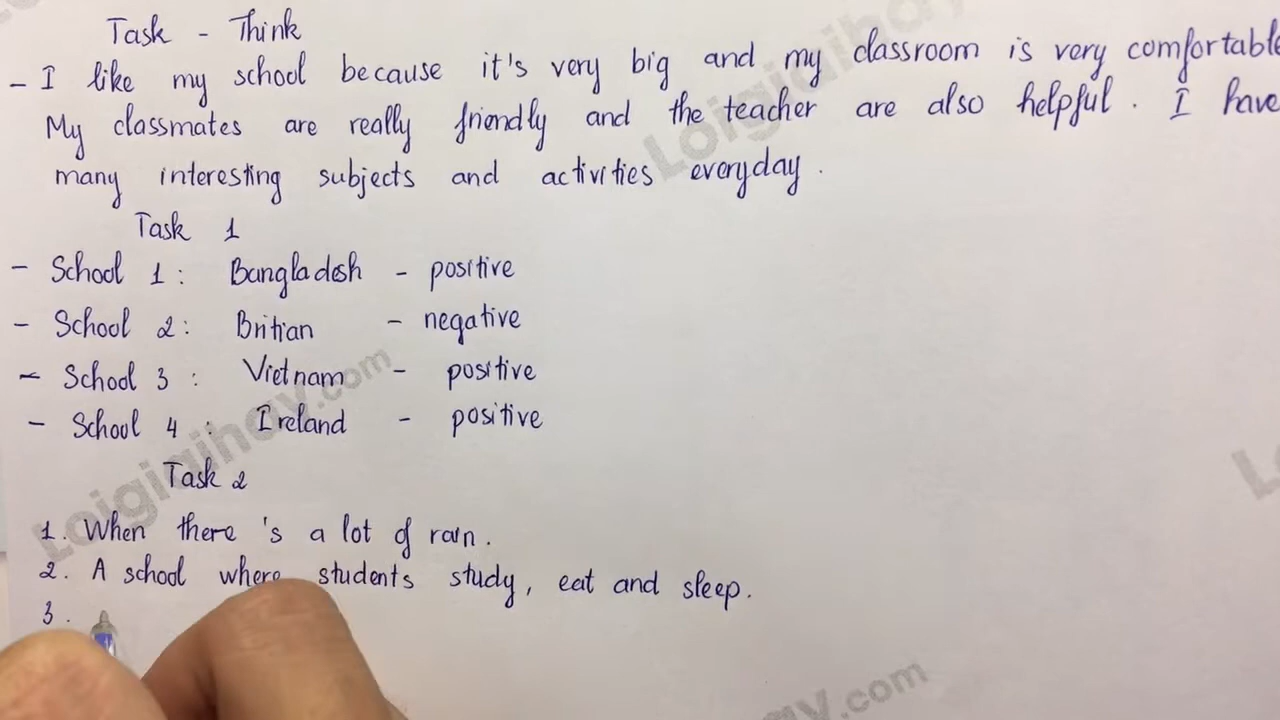 Task - Think
- I like my school because it's very big and my classroom is very comfortable
My classmates are really friendly and the teacher are also helpful. I have
many interesting subjects and activities everyday.
Task 1
- School 1: Bangladesh - positive
- School 2: Britian - negative
- School 3: Vietnam - positive
- School 4: Ireland - positive
Task 2
1. When there's a lot of rain.
2. A school where students study, eat and sleep.
3.
Loigiaihay.com